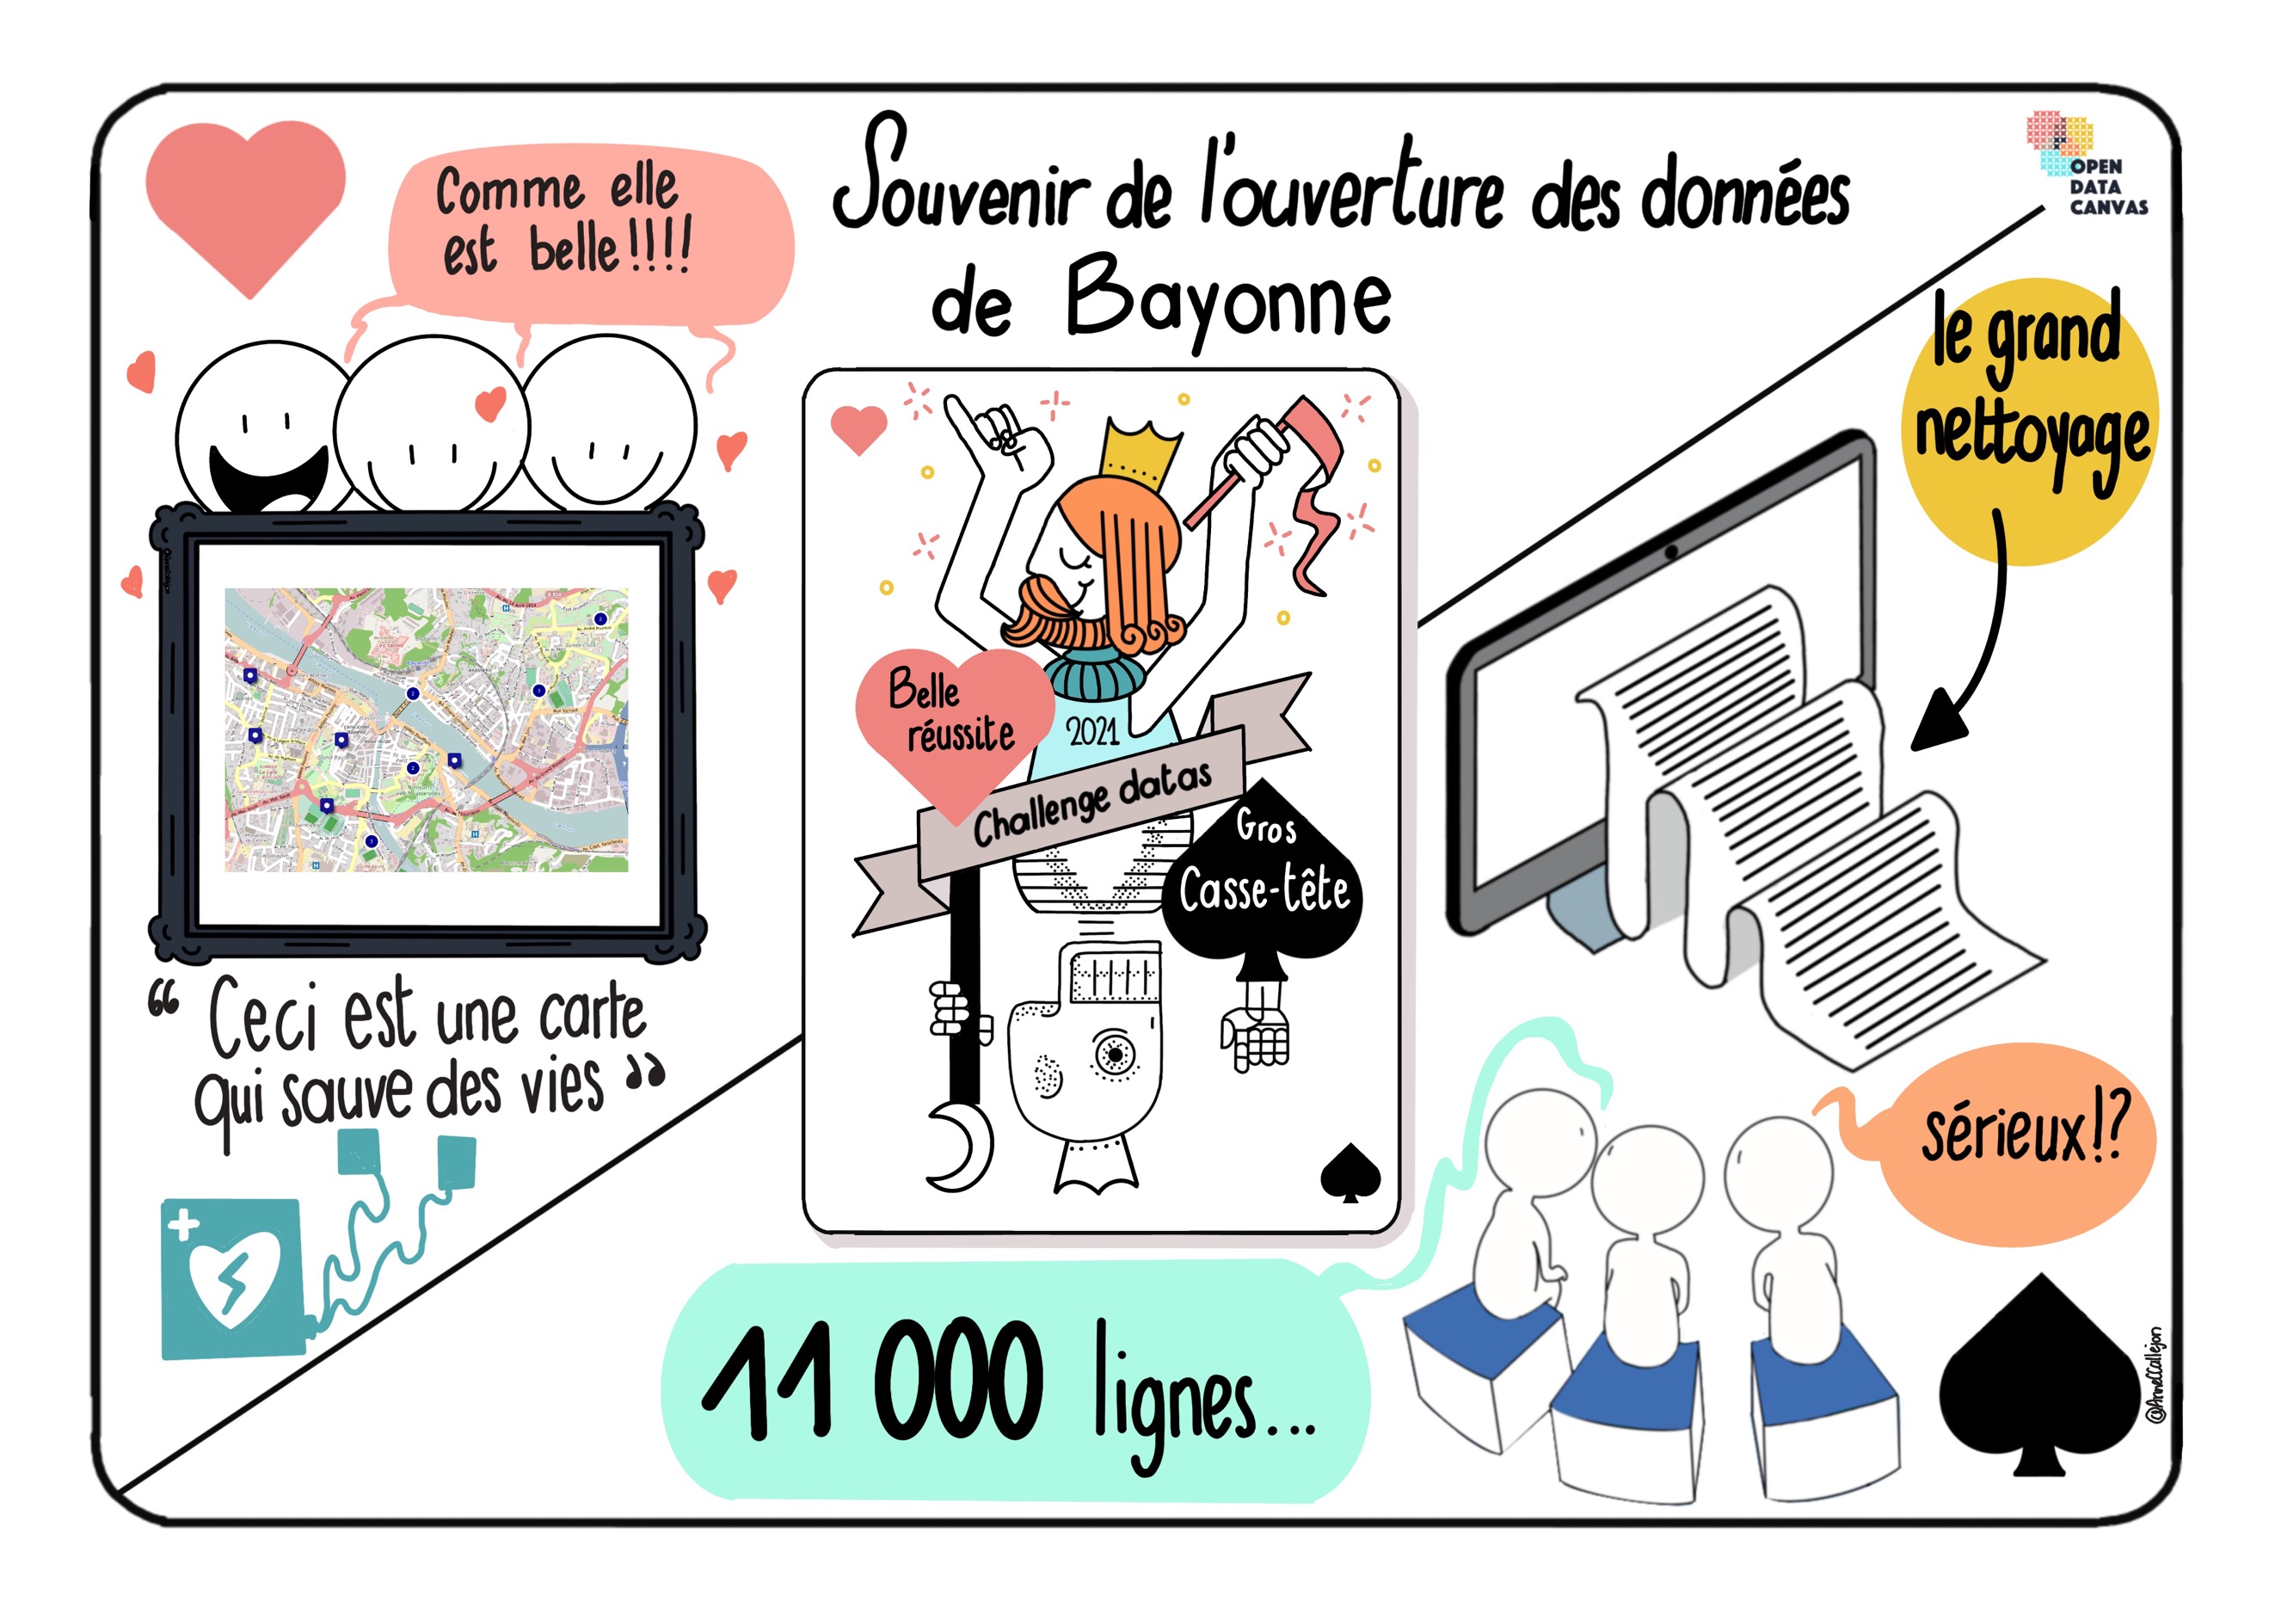 Souvenir de l'ouverture des données
de Bayonne
OPEN
DATA
CANVAS
Comme elle
est belle!!!!
“ Ceci est une carte
qui sauve des vies ”
Belle
réussite
2021
Challenge datas
Gros
Casse-tête
le grand
nettoyage
11 000 lignes...
sérieux!?
@AnneCCallejon